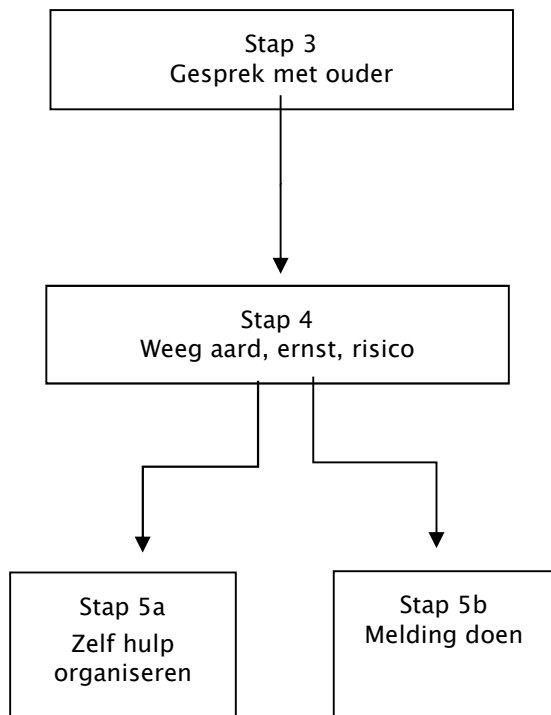 Stap 3
Gesprek met ouder
Stap 4
Weeg aard, ernst, risico
Stap 5a
Zelf hulp
organiseren
Stap 5b
Melding doen